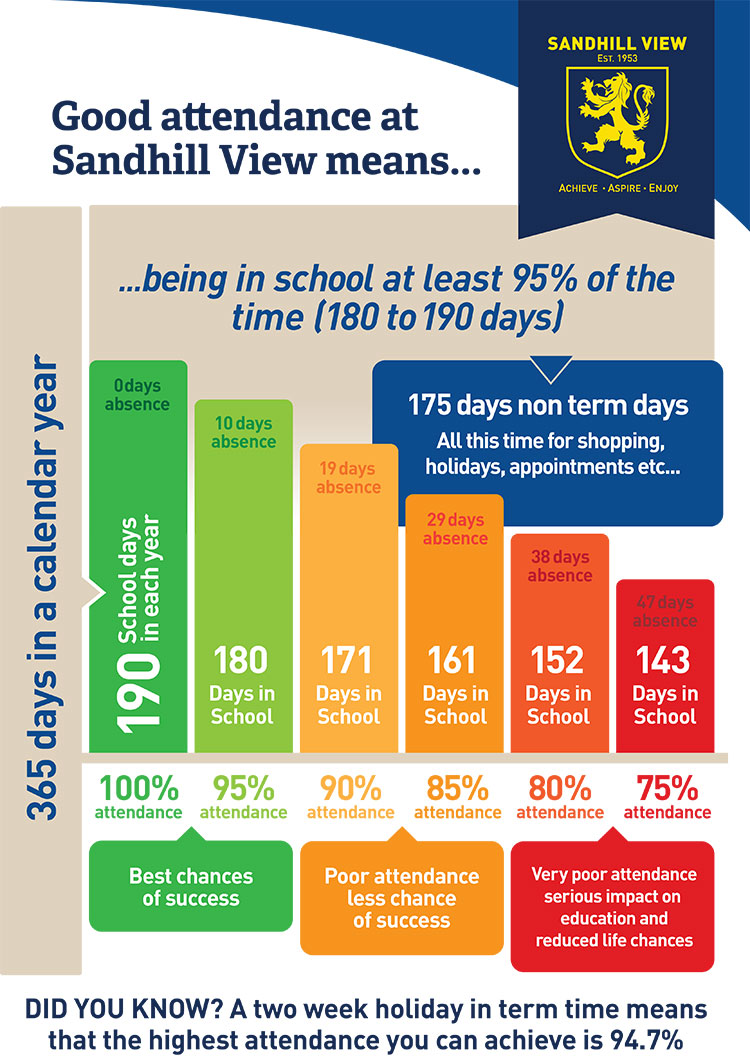 SANDHILL VIEW
EST. 1953
ACHIEVE · ASPIRE · ENJOY
Good attendance at
Sandhill View means...
365 days in a calendar year
...being in school at least 95% of the
time (180 to 190 days)
175 days non term days
All this time for shopping,
holidays, appointments etc...
0 days
absence
190 School days
in each year
10 days
absence
180
Days in
School
19 days
absence
171
Days in
School
29 days
absence
161
Days in
School
38 days
absence
152
Days in
School
47 days
absence
143
Days in
School
100%
attendance
95%
attendance
90%
attendance
85%
attendance
80%
attendance
75%
attendance
Best chances
of success
Poor attendance
less chance
of success
Very poor attendance
serious impact on
education and
reduced life chances
DID YOU KNOW? A two week holiday in term time means
that the highest attendance you can achieve is 94.7%